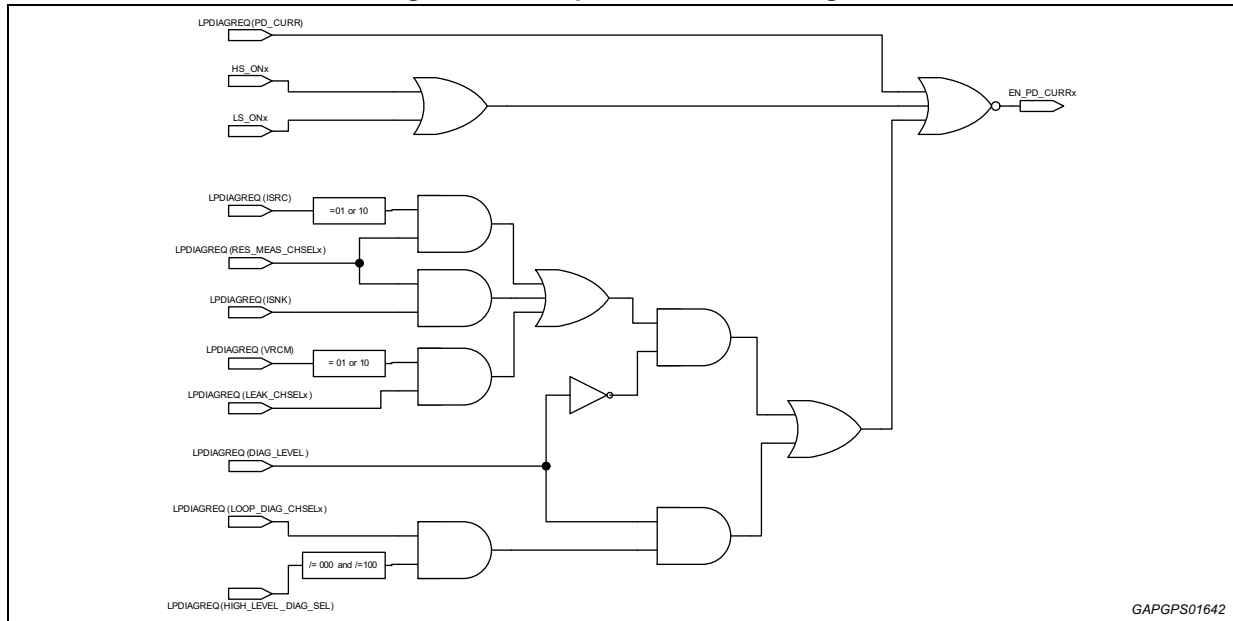 LPDIAGREQ(PD_CURR)
HS_ONx
EN_PD_CURRx
LS_ONx
LPDIAGREQ(ISRC)
=01 or 10
LPDIAGREQ(RES_MEAS_CHSELx)
LPDIAGREQ(ISNK)
LPDIAGREQ(VRCM)
= 01 or 10
LPDIAGREQ(LEAK_CHSELx)
LPDIAGREQ(DIAG_LEVEL)
LPDIAGREQ(LOOP_DIAG_CHSELx)
/= 000 and /=100
LPDIAGREQ(HIGH_LEVEL_DIAG_SEL)
GAPGPS01642